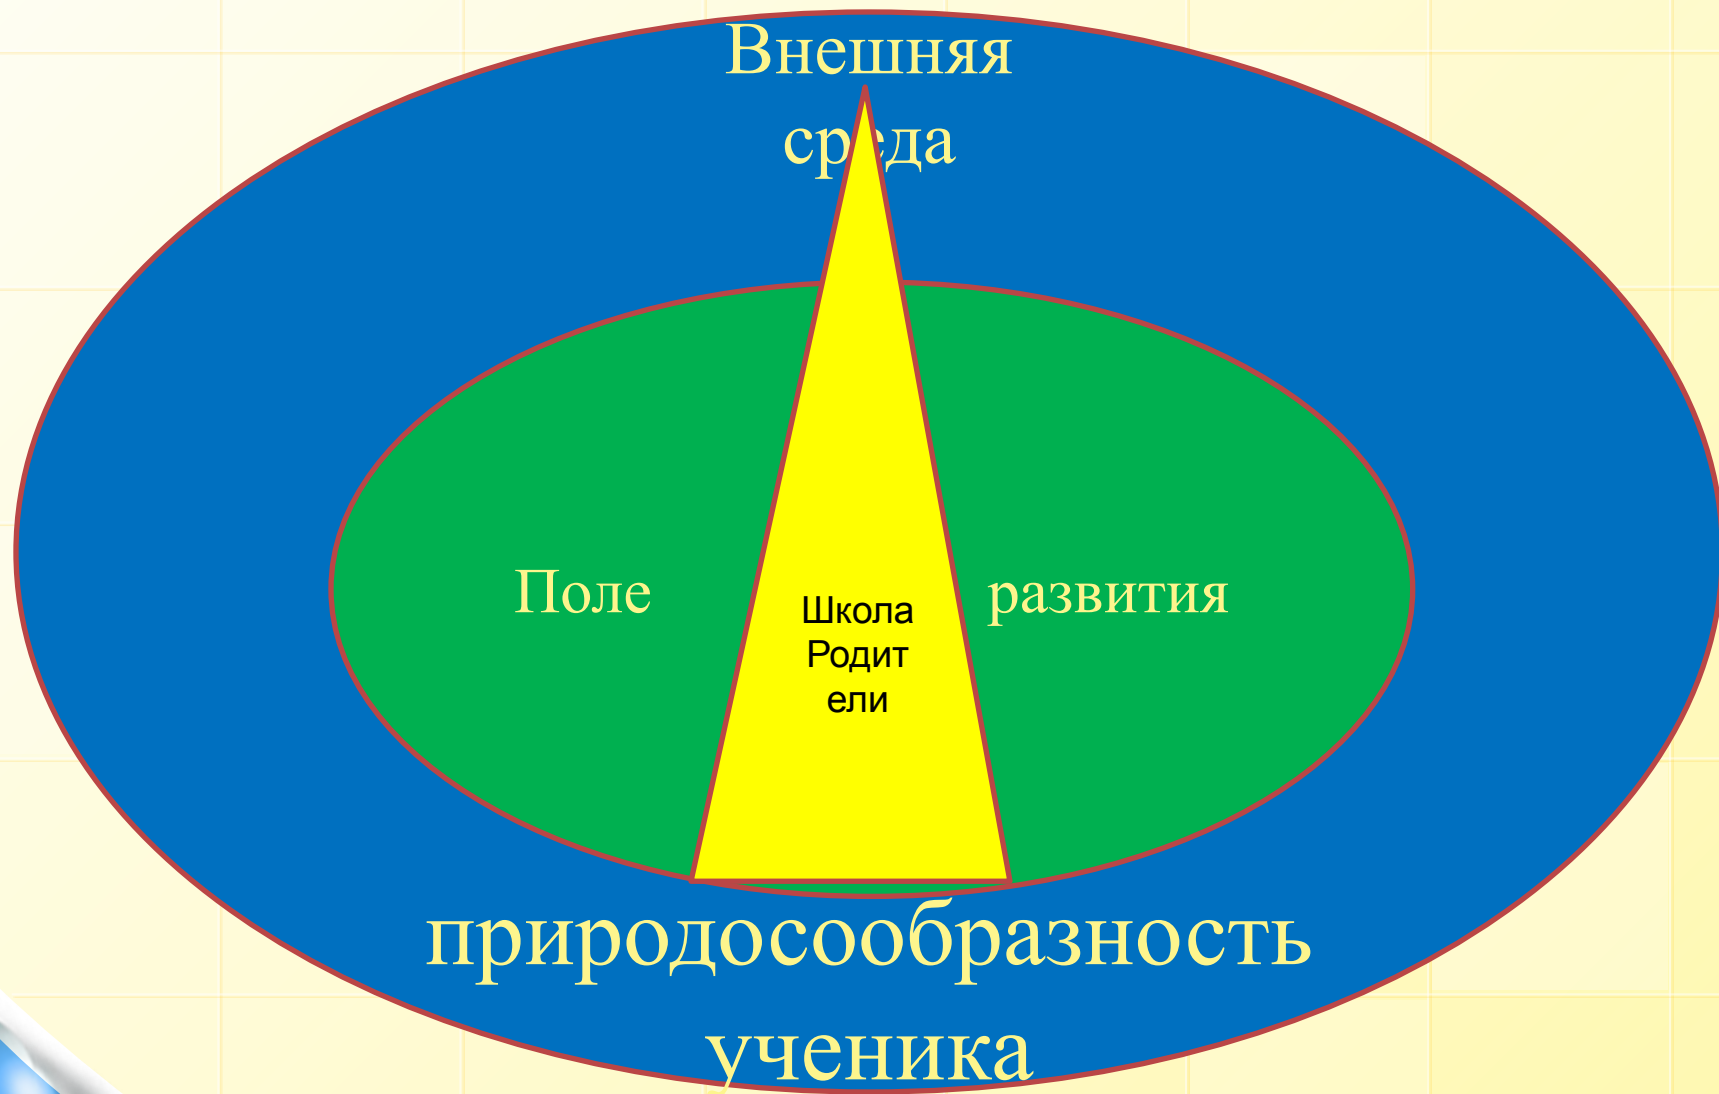 Внешняя
среда
Поле развития
Школа
Родит
ели
природосообразность
ученика